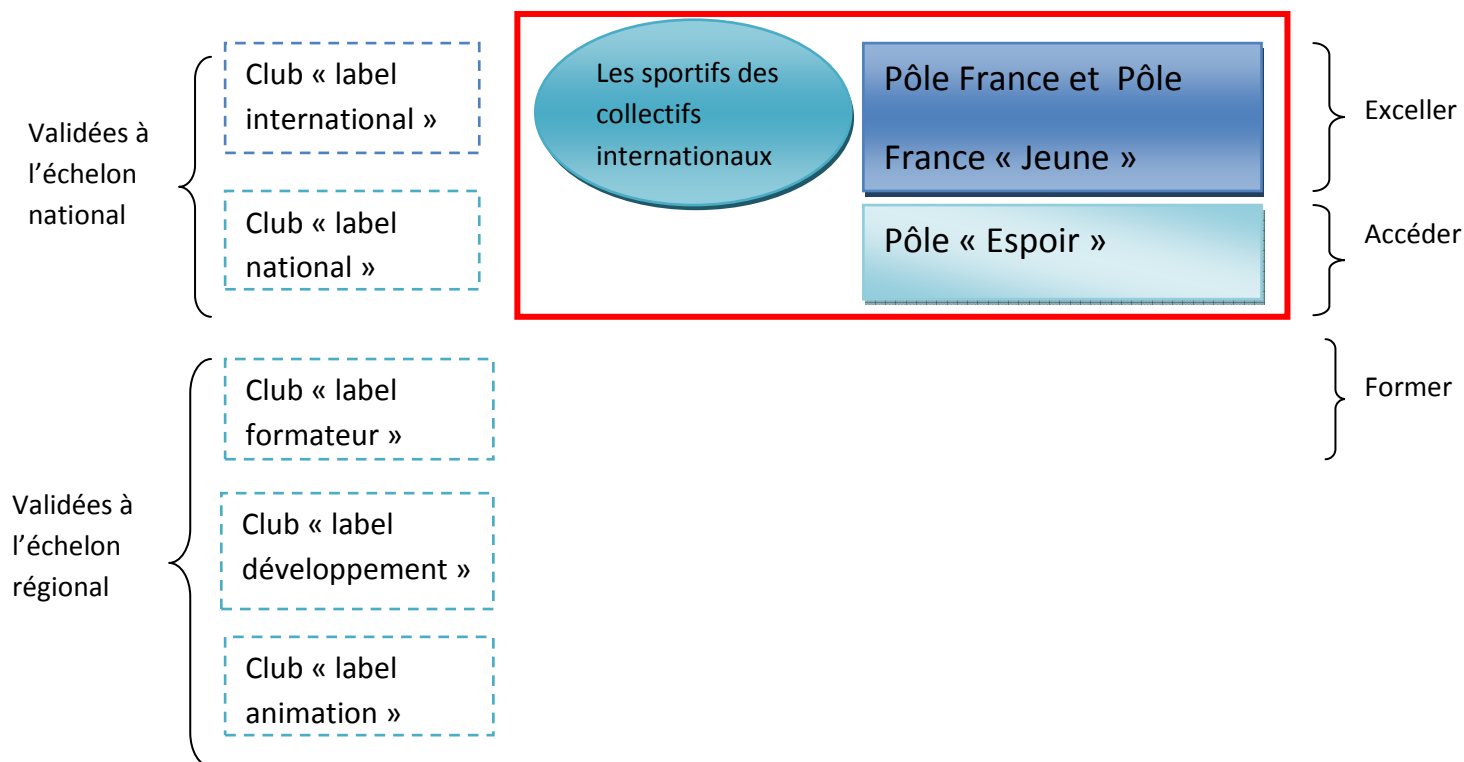 Validées à
l’échelon
national
Club « label
international »
Club « label
national »
Les sportifs des
collectifs
internationaux
Pôle France et Pôle
France « Jeune »
Pôle « Espoir »
Exceller
Accéder
Former
Validées à
l’échelon
régional
Club « label
formateur »
Club « label
développement »
Club « label
animation »